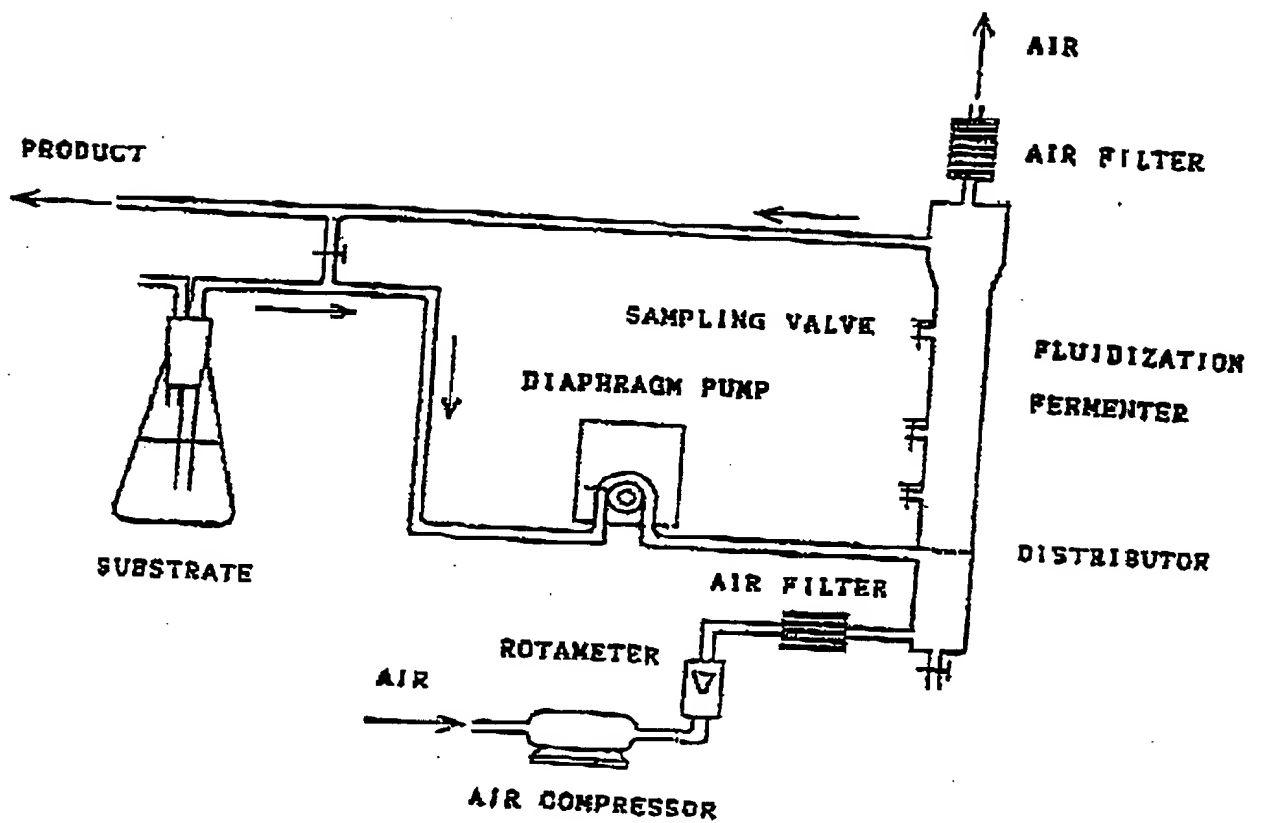 AIR
AIR FILTER
PRODUCT
SAMPLING VALVE
FLUIDIZATION
FERMENTER
DIAPHRAGM PUMP
DISTRIBUTOR
SUBSTRATE
AIR FILTER
ROTAMETER
AIR
AIR COMPRESSOR